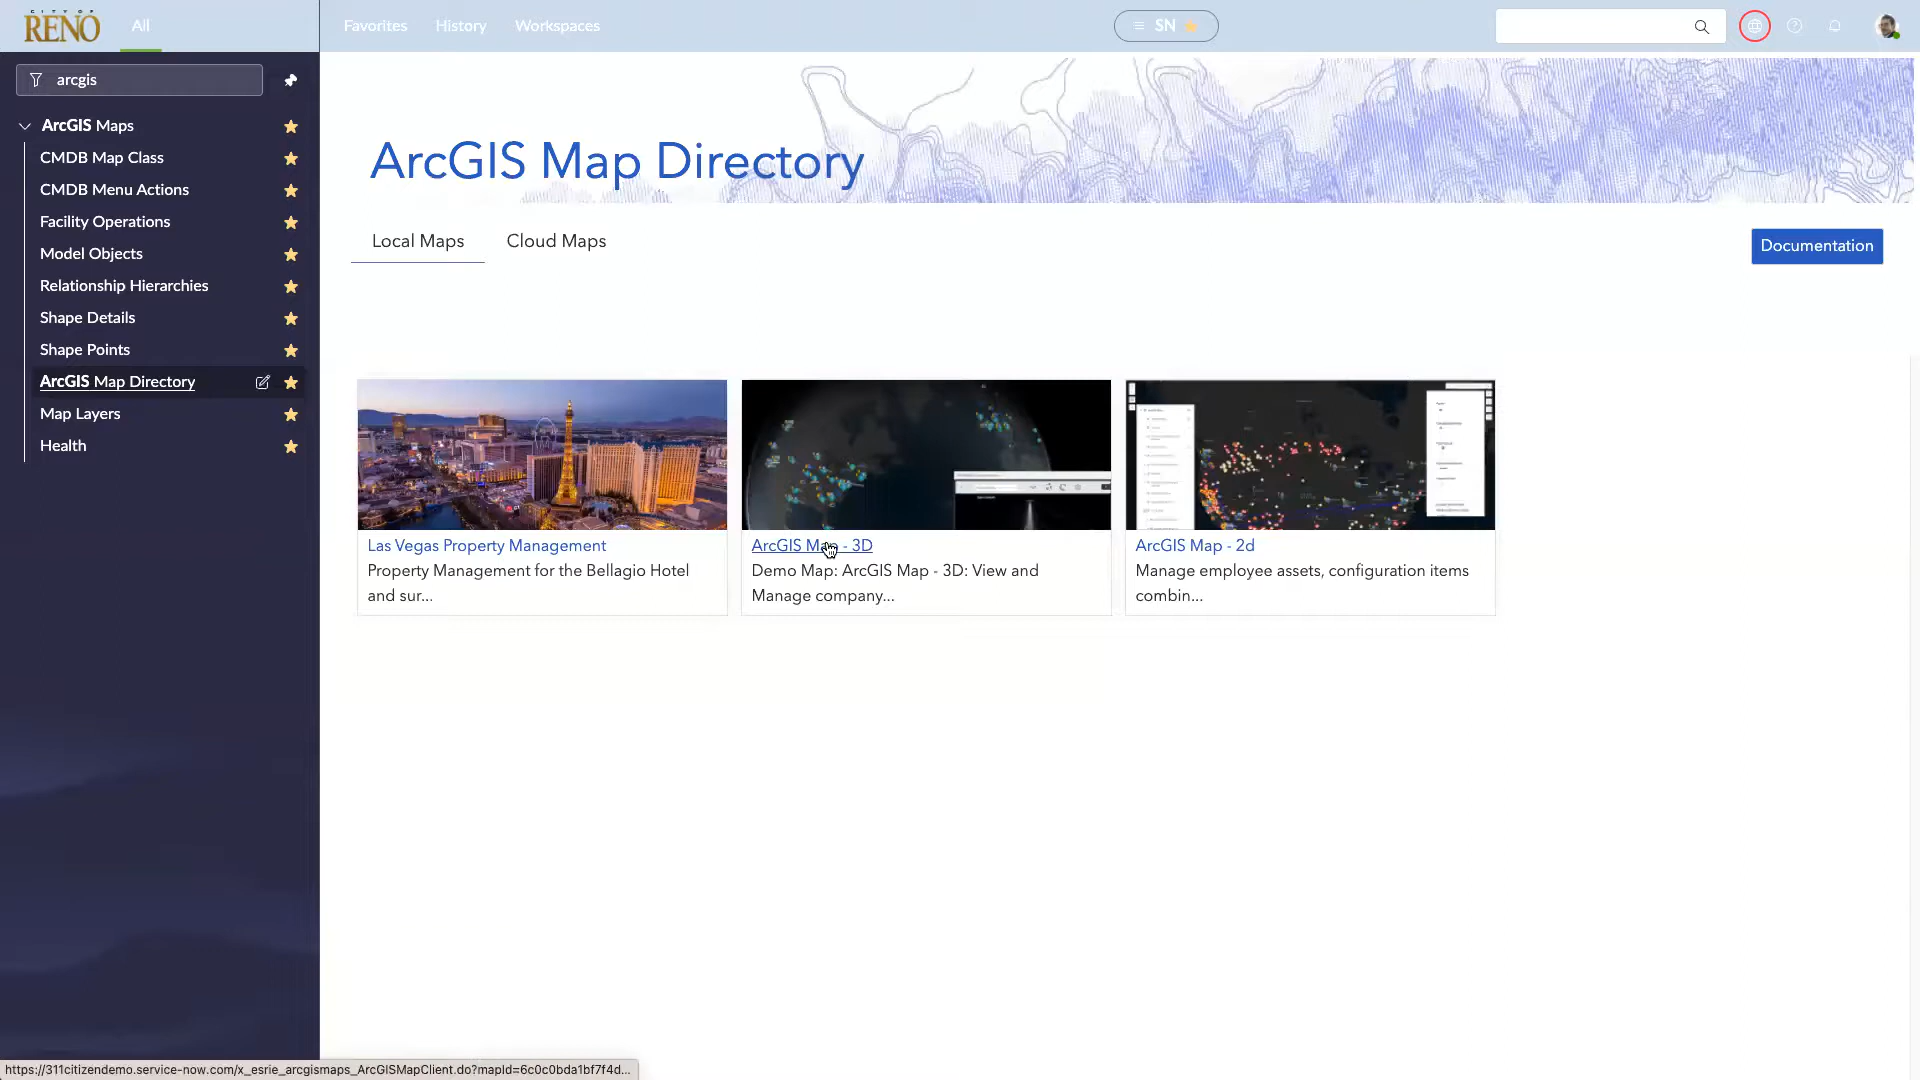 CITY OF
RENO
All
Favorites
History
Workspaces
SN
arcgis
ArcGIS Maps
CMDB Map Class
CMDB Menu Actions
Facility Operations
Model Objects
Relationship Hierarchies
Shape Details
Shape Points
ArcGIS Map Directory
Map Layers
Health
ArcGIS Map Directory
Local Maps
Cloud Maps
Documentation
Las Vegas Property Management
Property Management for the Bellagio Hotel
and sur...
ArcGIS Map - 3D
Demo Map: ArcGIS Map - 3D: View and
Manage company...
ArcGIS Map - 2d
Manage employee assets, configuration items
combin...
https://311citizendemo.service-now.com/x_esrie_arcgismaps_ArcGISMapClient.do?mapId=6c0c0bda1bf7f4d...